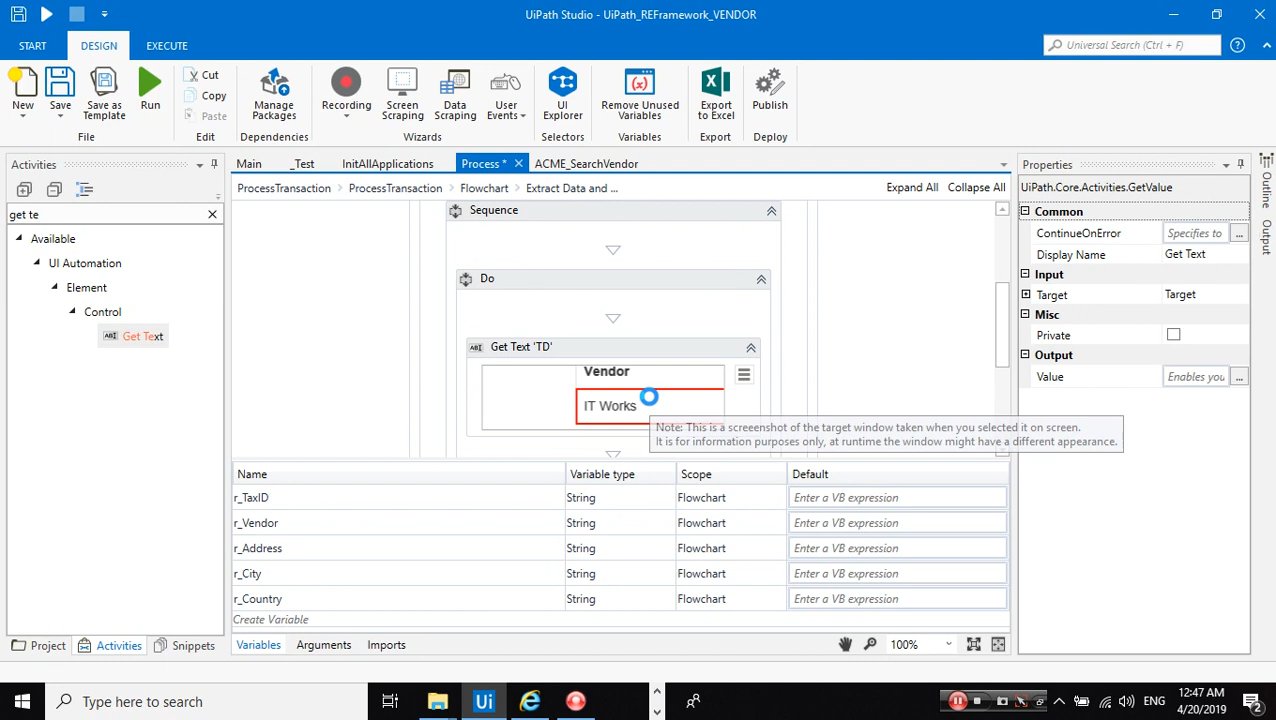 UiPath Studio - UiPath_REFramework_VENDOR
START
DESIGN
EXECUTE
Universal Search (Ctrl + F)
New
Save
Save as Template
Run
Cut
Copy
Paste
Manage Packages
Recording
Screen Scraping
Data Scraping
User Events
UI Explorer
Remove Unused Variables
Export to Excel
Publish
File
Edit
Dependencies
Wizards
Selectors
Variables
Export
Deploy
Activities
Main
_Test
InitAllApplications
Process *
ACME_SearchVendor
Properties
ProcessTransaction
ProcessTransaction
Flowchart
Extract Data and ...
Expand All
Collapse All
UiPath.Core.Activities.GetValue
get te
Available
UI Automation
Element
Control
Get Text
Sequence
Do
Get Text 'TD'
Vendor
IT Works
Note: This is a screeenshot of the target window taken when you selected it on screen.
It is for information purposes only, at runtime the window might have a different appearance.
Common
ContinueOnError
Specifies to
...
Display Name
Get Text
Input
Target
Target
Misc
Private
Output
Value
Enables you
...
Outline
Output
Name
Variable type
Scope
Default
r_TaxID
String
Flowchart
Enter a VB expression
r_Vendor
String
Flowchart
Enter a VB expression
r_Address
String
Flowchart
Enter a VB expression
r_City
String
Flowchart
Enter a VB expression
r_Country
String
Flowchart
Enter a VB expression
Create Variable
Project
Activities
Snippets
Variables
Arguments
Imports
100%
Type here to search
Ui
ENG
12:47 AM
4/20/2019
2